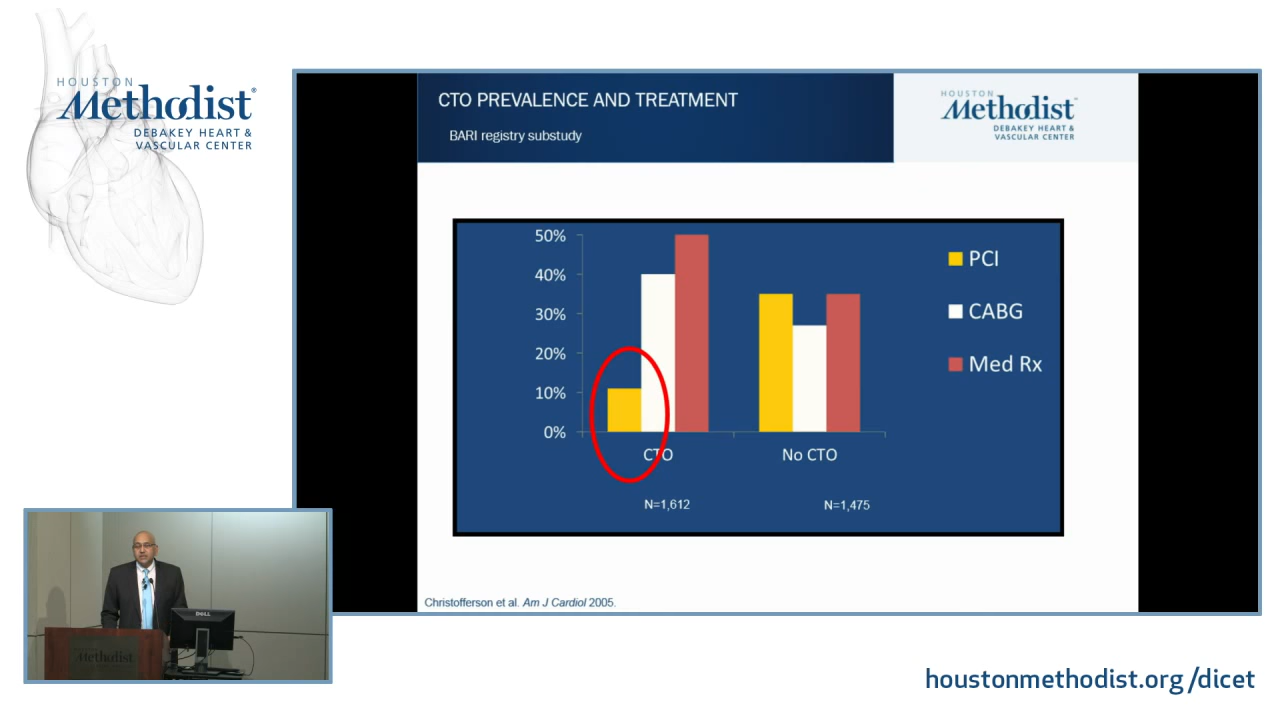 HOUSTON
Methodist®
DEBAKEY HEART &
VASCULAR CENTER
CTO PREVALENCE AND TREATMENT
BARI registry substudy
HOUSTON
Methodist
DEBAKEY HEART &
VASCULAR CENTER
50%
40%
30%
20%
10%
0%
CTO
No CTO
N=1,612
N=1,475
PCI
CABG
Med Rx
Christofferson et al. Am J Cardiol 2005.
DELL
Methodist
houstonmethodist.org/dicet